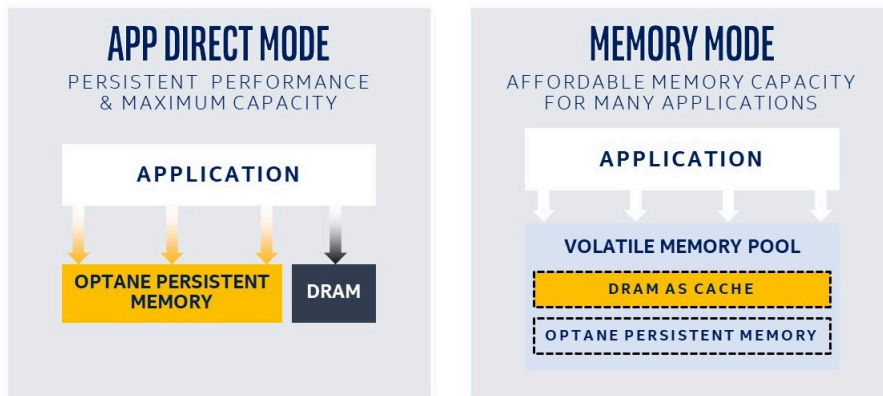 APP DIRECT MODE
PERSISTENT PERFORMANCE
& MAXIMUM CAPACITY
APPLICATION
OPTANE PERSISTENT
MEMORY
DRAM
MEMORY MODE
AFFORDABLE MEMORY CAPACITY
FOR MANY APPLICATIONS
APPLICATION
VOLATILE MEMORY POOL
DRAM AS CACHE
OPTANE PERSISTENT MEMORY